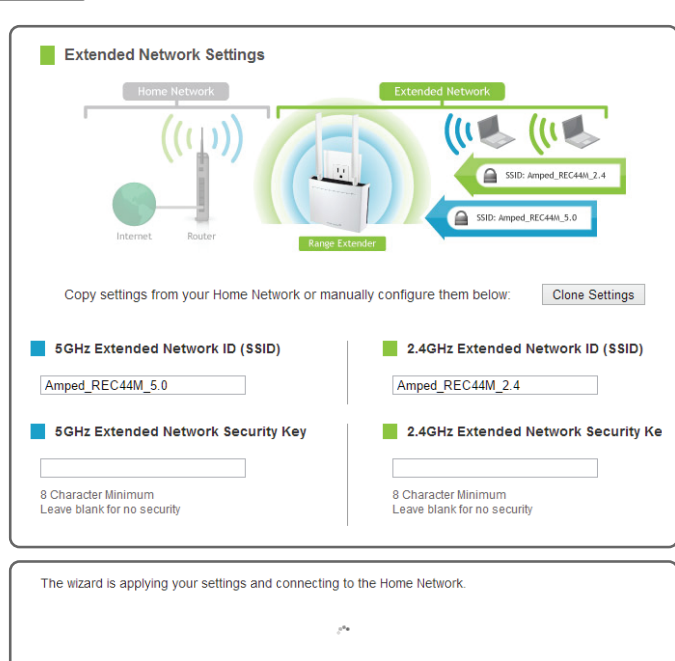 Extended Network Settings
Home Network
Extended Network
SSID: Amped_REC44M_2.4
SSID: Amped_REC44M_5.0
Internet
Router
Range Extender
Copy settings from your Home Network or manually configure them below:
Clone Settings
5GHz Extended Network ID (SSID)
2.4GHz Extended Network ID (SSID)
Amped_REC44M_5.0
Amped_REC44M_2.4
5GHz Extended Network Security Key
2.4GHz Extended Network Security Ke
8 Character Minimum
Leave blank for no security
8 Character Minimum
Leave blank for no security
The wizard is applying your settings and connecting to the Home Network.